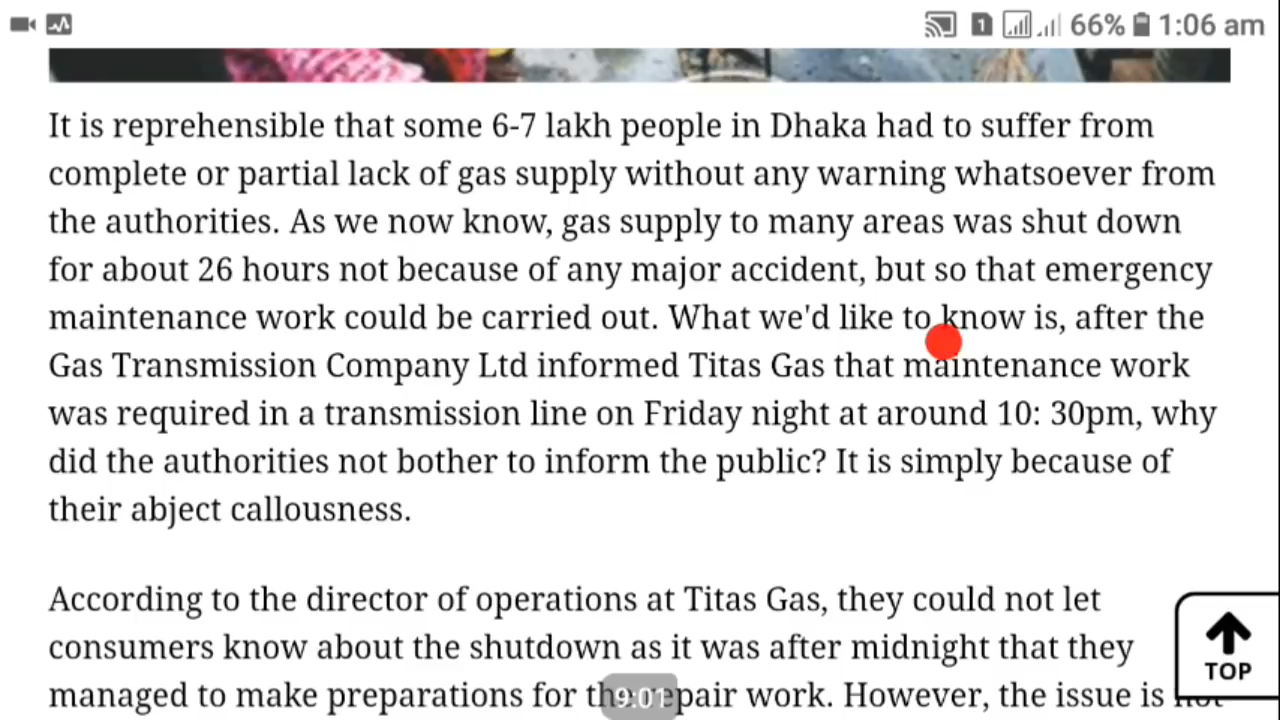 66% 1:06 am
It is reprehensible that some 6-7 lakh people in Dhaka had to suffer from
complete or partial lack of gas supply without any warning whatsoever from
the authorities. As we now know, gas supply to many areas was shut down
for about 26 hours not because of any major accident, but so that emergency
maintenance work could be carried out. What we'd like to know is, after the
Gas Transmission Company Ltd informed Titas Gas that maintenance work
was required in a transmission line on Friday night at around 10: 30pm, why
did the authorities not bother to inform the public? It is simply because of
their abject callousness.
According to the director of operations at Titas Gas, they could not let
consumers know about the shutdown as it was after midnight that they
managed to make preparations for the repair work. However, the issue is not
TOP
9:01